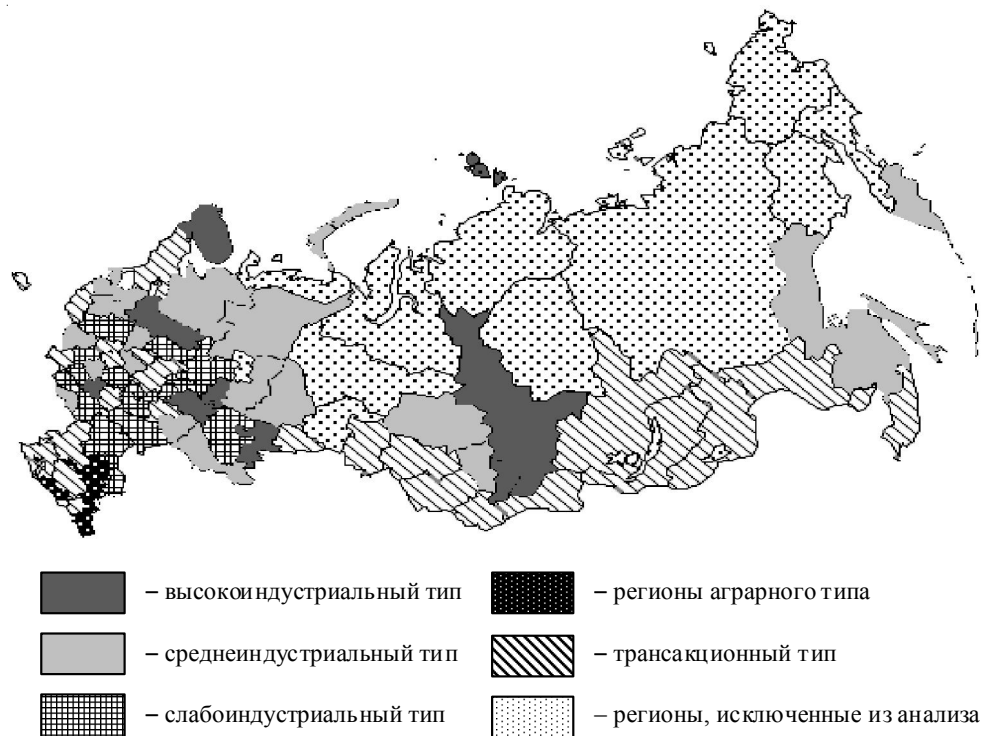 – высокоиндустриальный тип
– регионы аграрного типа
– среднеиндустриальный тип
– трансакционный тип
– слабоиндустриальный тип
– регионы, исключенные из анализа